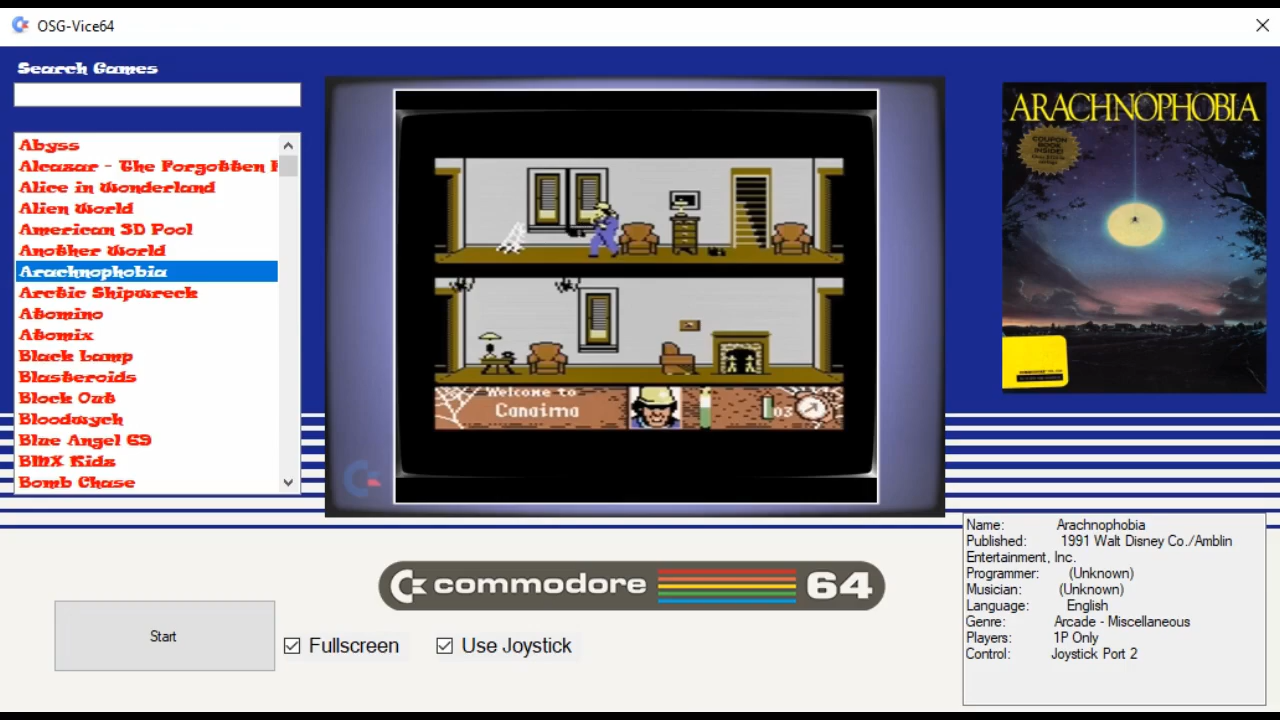 OSG-Vice64
Search Games
Abyss
Alcazar - The Forgotten F
Alice in Wonderland
Alien World
American 3D Pool
Another World
Arachnophobia
Arctic Shipwreck
Atomino
Atomix
Black Lamp
Blasteroids
Block Out
Bloodwych
Blue Angel 69
BMX Kidz
Bomb Chase
Welcome to
Canaima
03
ARACHNOPHOBIA
COUPON
BOOK
INSIDE!
commodore 64
Start
Fullscreen
Use Joystick
Name: Arachnophobia
Published: 1991 Walt Disney Co./Amblin
Entertainment, Inc.
Programmer: (Unknown)
Musician: (Unknown)
Language: English
Genre: Arcade - Miscellaneous
Players: 1P Only
Control: Joystick Port 2